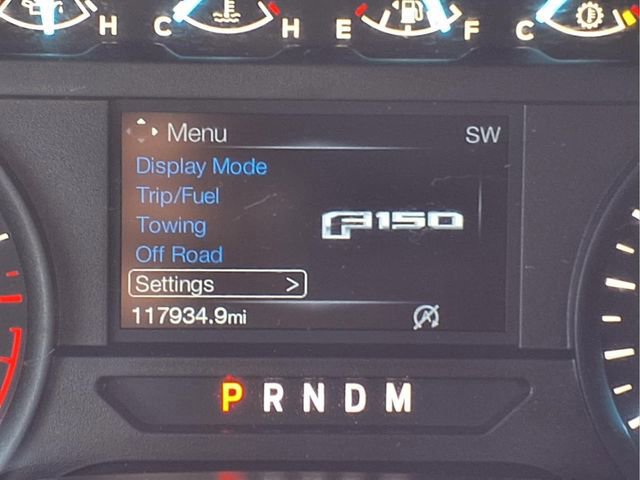 H C H E F C
Menu SW
Display Mode
Trip/Fuel
Towing
F150
Off Road
Settings >
117934.9mi
P R N D M